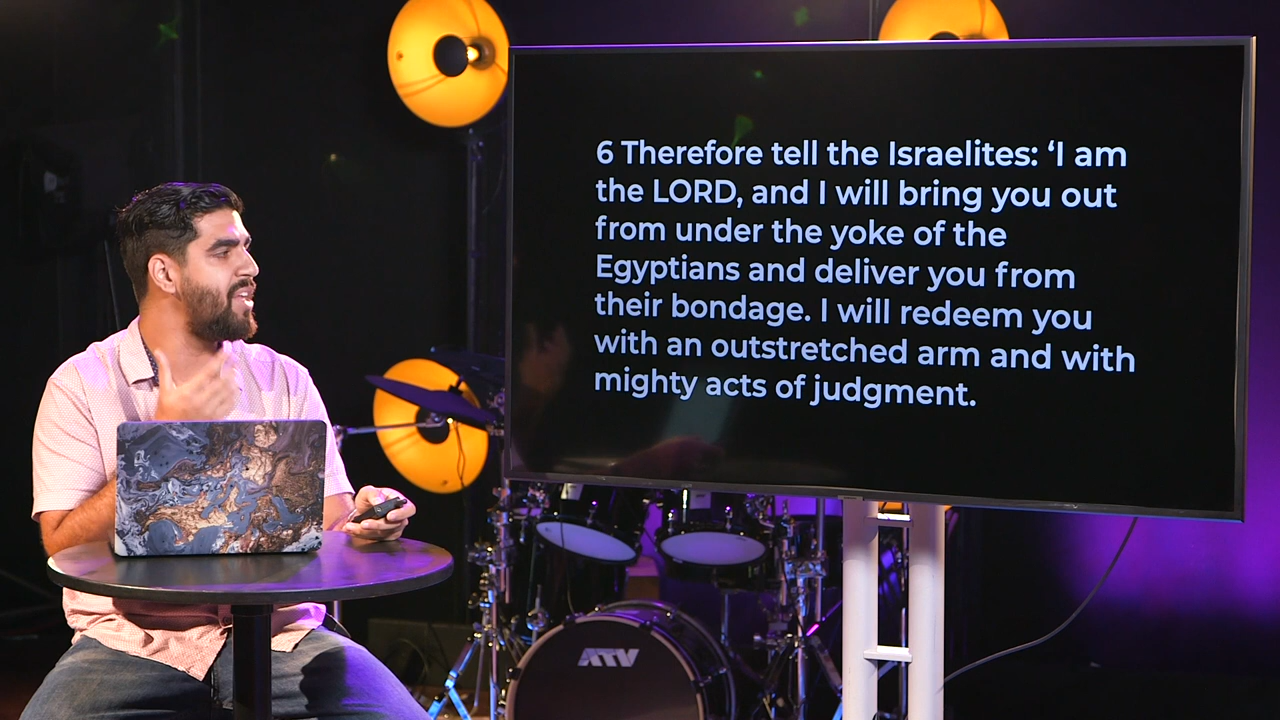 6 Therefore tell the Israelites: ‘I am
the LORD, and I will bring you out
from under the yoke of the
Egyptians and deliver you from
their bondage. I will redeem you
with an outstretched arm and with
mighty acts of judgment.
ATV